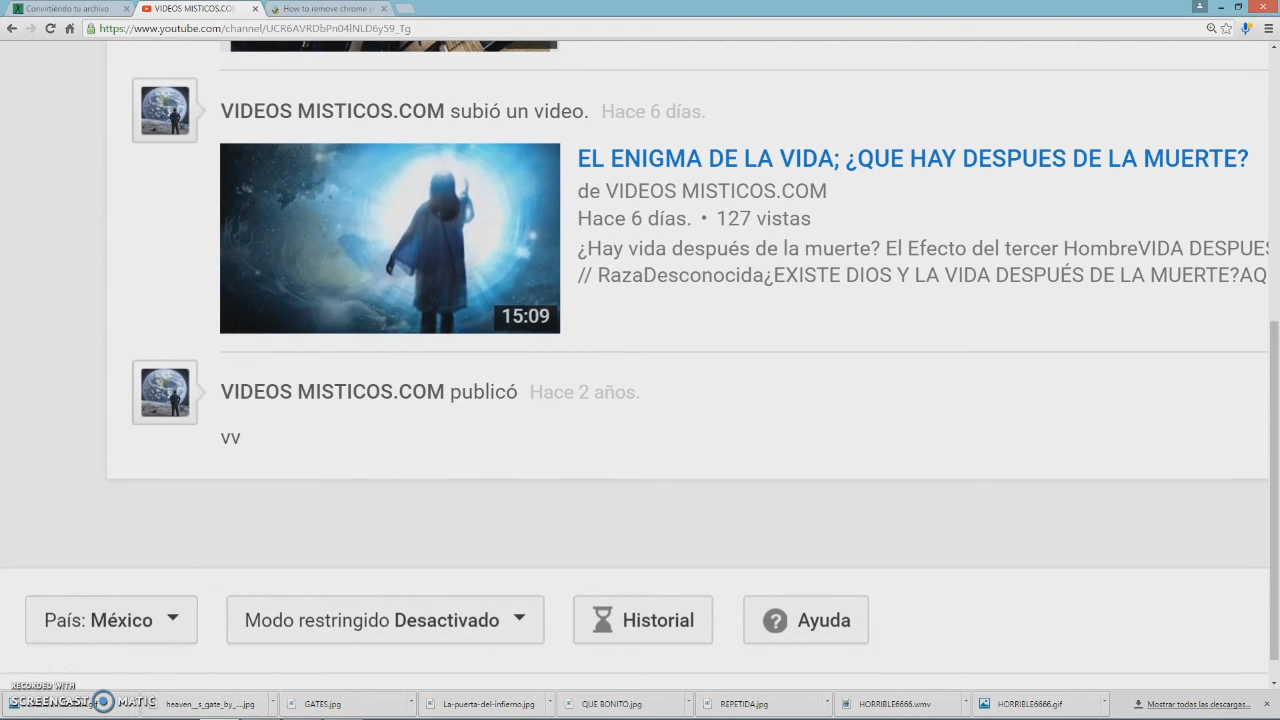 Convirtiéndo tu archivo
VIDEOS MISTICOS.COM
How to remove chrome p
https://www.youtube.com/channel/UCR6AVRDbPn04lNLD6y59_Tg
VIDEOS MISTICOS.COM subió un video. Hace 6 días.
EL ENIGMA DE LA VIDA; ¿QUE HAY DESPUES DE LA MUERTE?
de VIDEOS MISTICOS.COM
Hace 6 días. • 127 vistas
¿Hay vida después de la muerte? El Efecto del tercer HombreVIDA DESPUES
// RazaDesconocida¿EXISTE DIOS Y LA VIDA DESPUÉS DE LA MUERTE?AQ
15:09
VIDEOS MISTICOS.COM publicó Hace 2 años.
vv
País: México
Modo restringido Desactivado
Historial
Ayuda
RECORDED WITH
SCREENCAST MATIC
heaven__s_gate_by_...jpg
GATES.jpg
La-puerta-del-infierno.jpg
QUE BONITO.jpg
REPETIDA.jpg
HORRIBLE6666.wmv
HORRIBLE6666.gif
Mostrar todas las descargas...